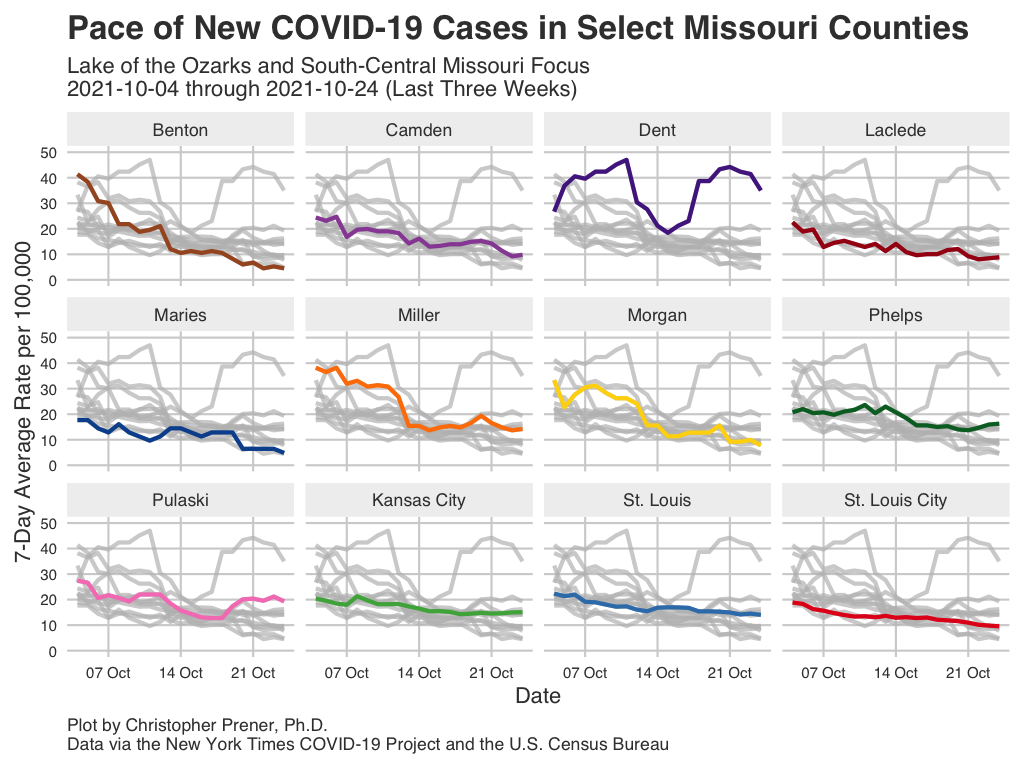 Pace of New COVID-19 Cases in Select Missouri Counties
Lake of the Ozarks and South-Central Missouri Focus
2021-10-04 through 2021-10-24 (Last Three Weeks)
Benton Camden Dent Laclede
50
40
30
20
10
0
Maries Miller Morgan Phelps
50
40
30
20
10
0
Pulaski Kansas City St. Louis St. Louis City
50
40
30
20
10
0
7-Day Average Rate per 100,000
07 Oct 14 Oct 21 Oct 07 Oct 14 Oct 21 Oct 07 Oct 14 Oct 21 Oct 07 Oct 14 Oct 21 Oct
Date
Plot by Christopher Prener, Ph.D.
Data via the New York Times COVID-19 Project and the U.S. Census Bureau